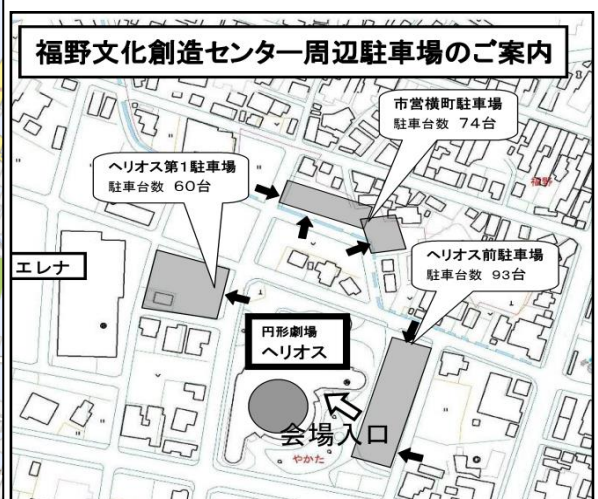 福野文化創造センター周辺駐車場のご案内
市営横町駐車場
駐車台数 74台
福野
ヘリオス第1駐車場
駐車台数 60台
ヘリオス前駐車場
駐車台数 93台
エレナ
円形劇場
ヘリオス
会場入口
やかた